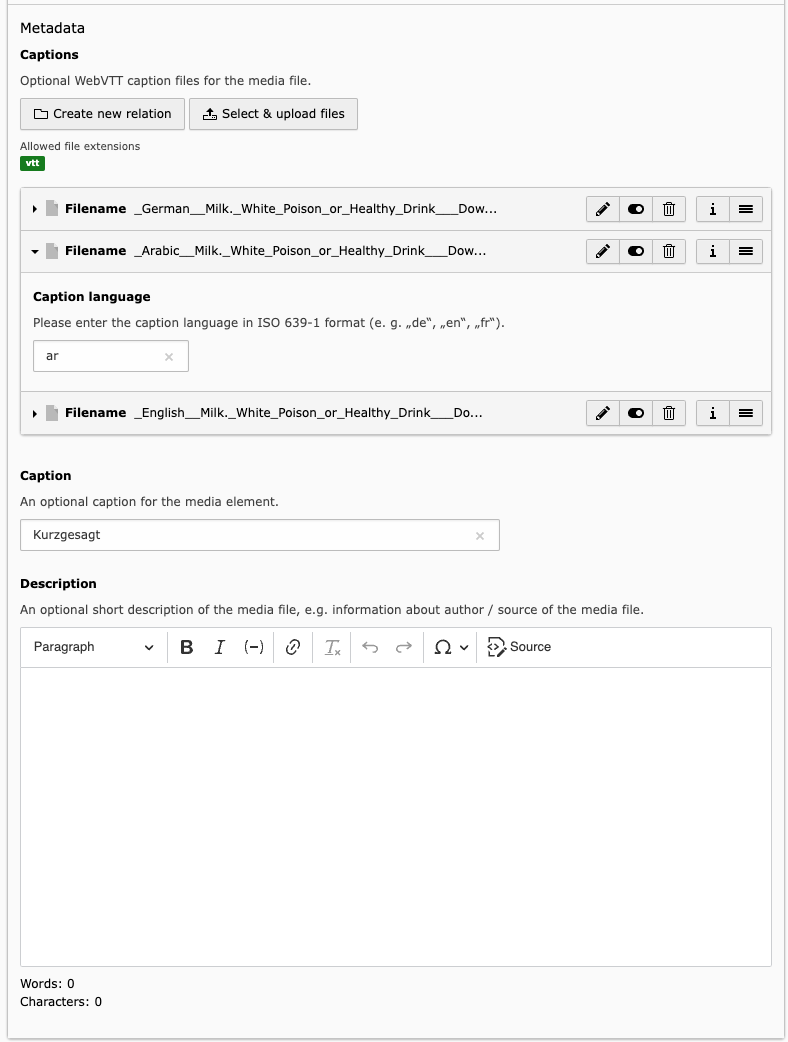 Metadata
Captions
Optional WebVTT caption files for the media file.
Create new relation Select & upload files
Allowed file extensions
vtt
Filename _German__Milk._White_Poison_or_Healthy_Drink___Dow...
Filename _Arabic__Milk._White_Poison_or_Healthy_Drink___Dow...
Caption language
Please enter the caption language in ISO 639-1 format (e. g. „de“, „en“, „fr“).
ar
Filename _English__Milk._White_Poison_or_Healthy_Drink___Do...
Caption
An optional caption for the media element.
Kurzgesagt
Description
An optional short description of the media file, e.g. information about author / source of the media file.
Paragraph B I (-) Tx Ω Source
Words: 0
Characters: 0